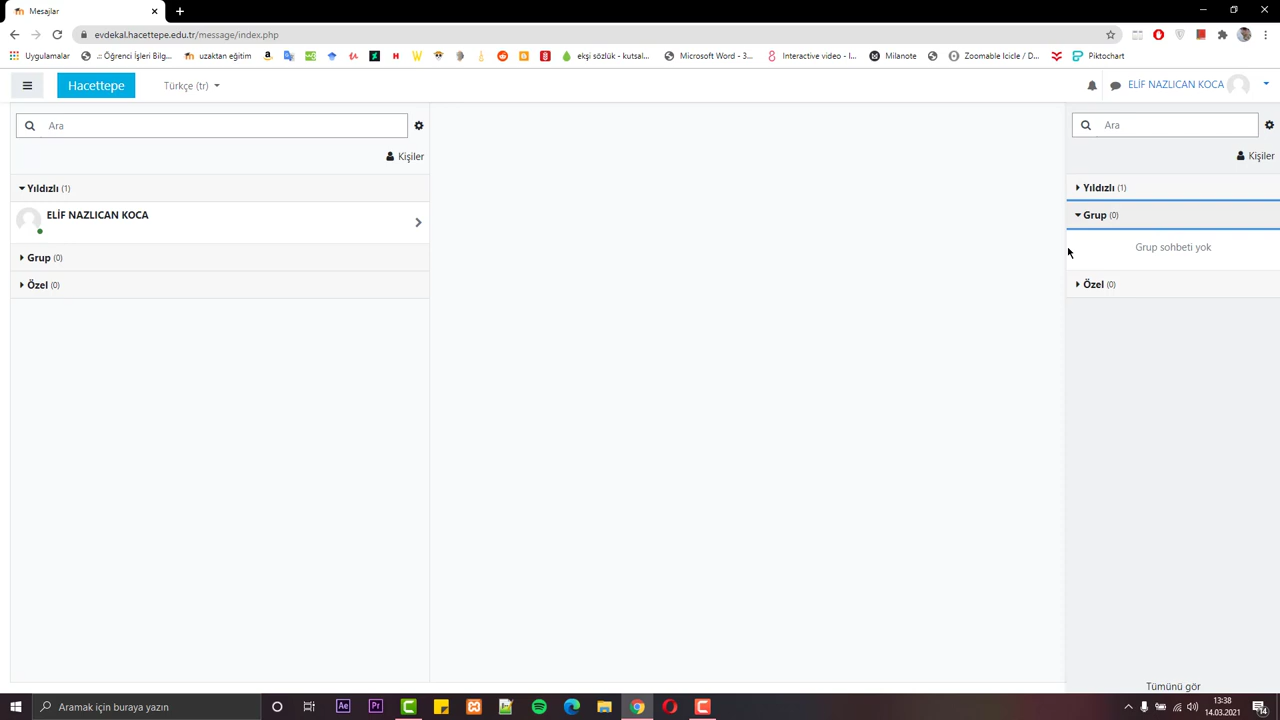 Mesajlar
evdekal.hacettepe.edu.tr/message/index.php
Uygulamalar
.:: Öğrenci İşleri Bilg...
uzaktan eğitim
ekşi sözlük - kutsal...
Microsoft Word - 3...
Interactive video - I...
Milanote
Zoomable Icicle / D...
Piktochart
Hacettepe
Türkçe (tr)
ELİF NAZLICAN KOCA
Ara
Kişiler
Yıldızlı (1)
ELİF NAZLICAN KOCA
Grup (0)
Özel (0)
Ara
Kişiler
Yıldızlı (1)
Grup (0)
Grup sohbeti yok
Özel (0)
Tümünü gör
Aramak için buraya yazın
Ae
Pr
13:38
14.03.2021
14